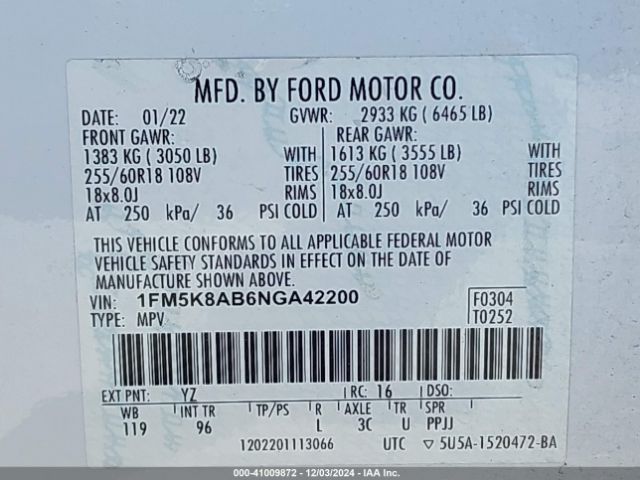 MFD. BY FORD MOTOR CO.
DATE: 01/22 GVWR: 2933 KG ( 6465 LB)
FRONT GAWR: REAR GAWR:
1383 KG ( 3050 LB) WITH 1613 KG ( 3555 LB) WITH
255/60R18 108V TIRES 255/60R18 108V TIRES
18x8.0J RIMS 18x8.0J RIMS
AT 250 kPa/ 36 PSI COLD AT 250 kPa/ 36 PSI COLD
THIS VEHICLE CONFORMS TO ALL APPLICABLE FEDERAL MOTOR
VEHICLE SAFETY STANDARDS IN EFFECT ON THE DATE OF
MANUFACTURE SHOWN ABOVE.
VIN: 1FM5K8AB6NGA42200 F0304
TYPE: MPV T0252
EXT PNT: YZ RC: 16 DSO:
WB INT TR TP/PS R AXLE TR SPR
119 96 L 3C U PPJJ
1202201113066 UTC ▽ 5U5A-1520472-BA
000-41009872 - 12/03/2024 - IAA Inc.